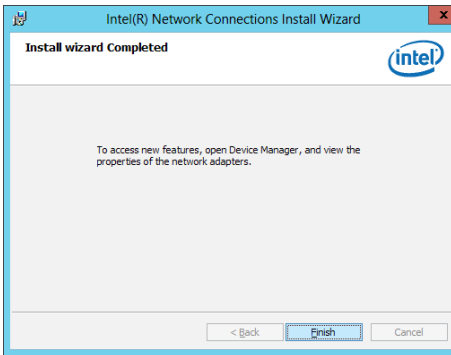 Intel(R) Network Connections Install Wizard
x
Install wizard Completed
intel
To access new features, open Device Manager, and view the
properties of the network adapters.
< Back
Finish
Cancel